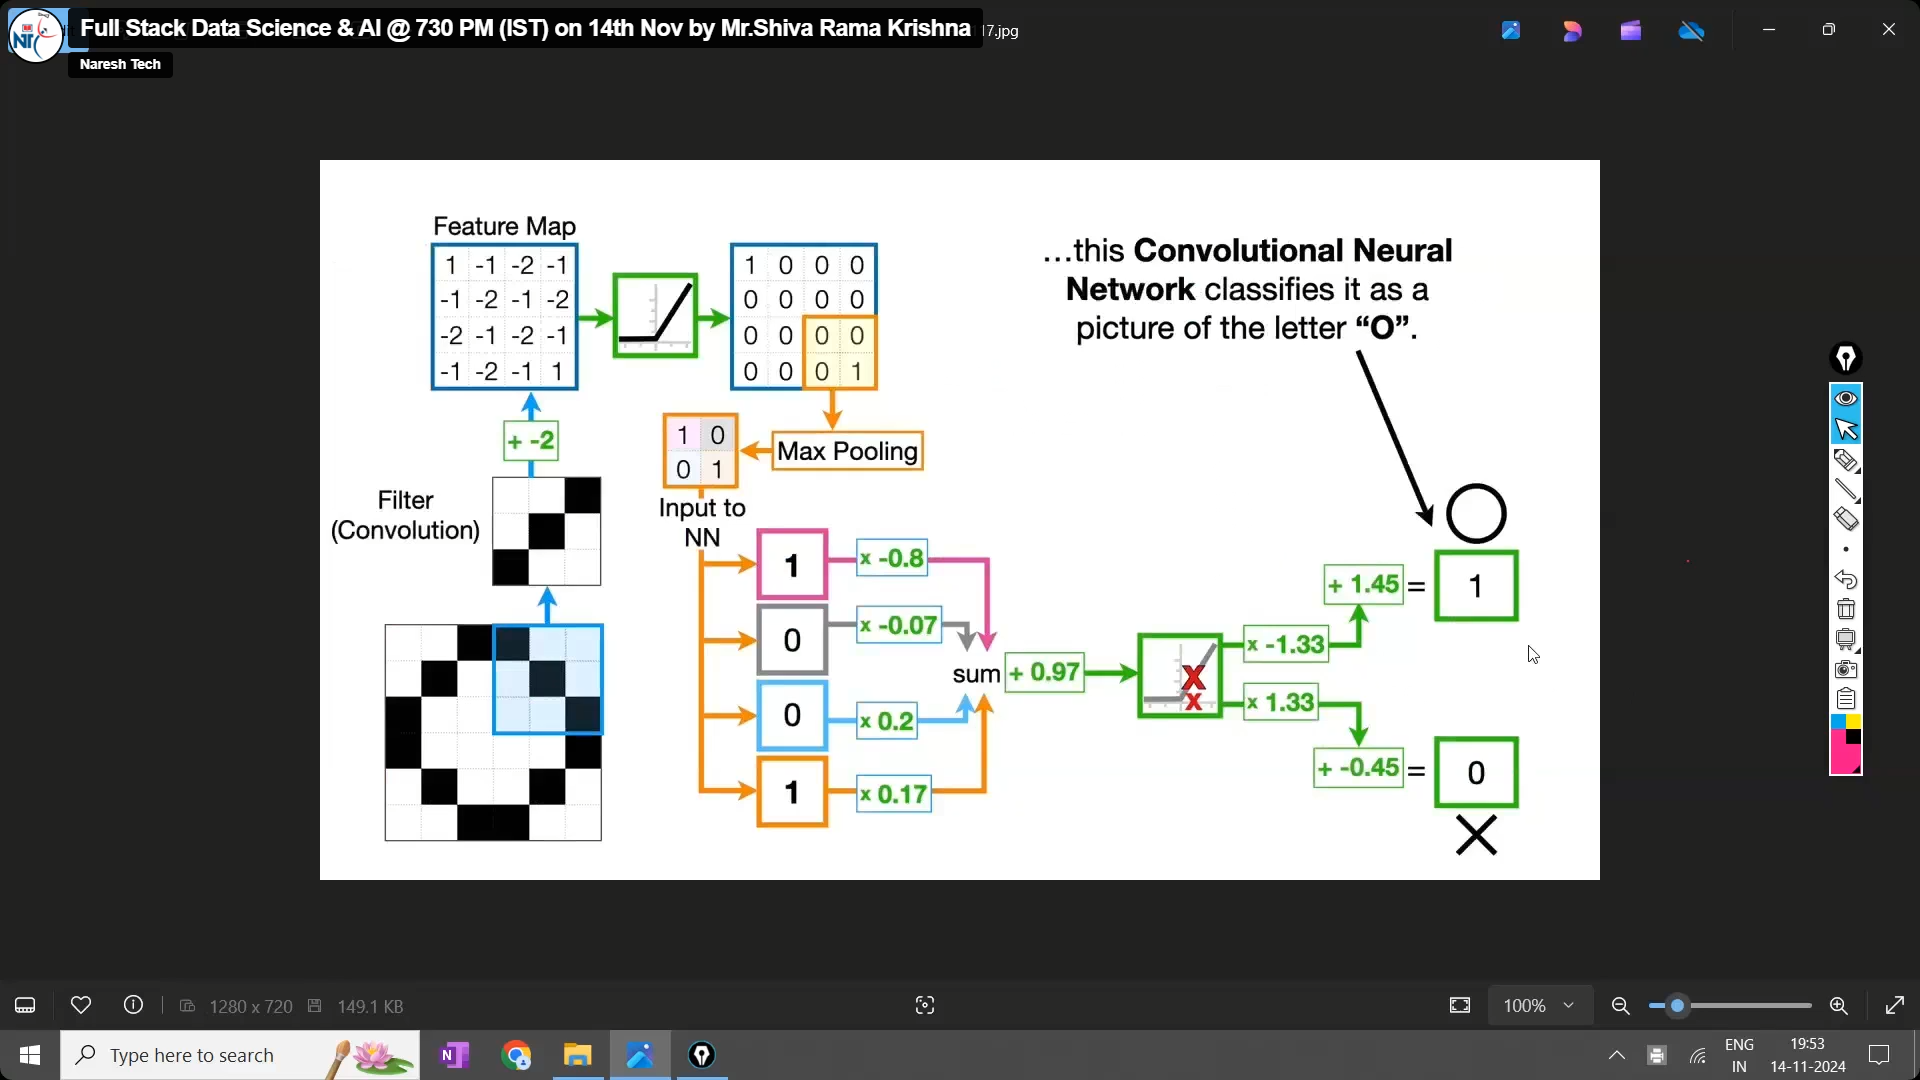 Full Stack Data Science & AI @ 730 PM (IST) on 14th Nov by Mr.Shiva Rama Krishna
17.jpg
Naresh Tech
Feature Map
1 -1 -2 -1
-1 -2 -1 -2
-2 -1 -2 -1
-1 -2 -1 1
1 0 0 0
0 0 0 0
0 0 0 0
0 0 0 1
...this Convolutional Neural
Network classifies it as a
picture of the letter “O”.
+ -2
1 0
0 1
Max Pooling
Filter
(Convolution)
Input to
NN
1
x -0.8
0
x -0.07
sum
+ 0.97
0
x 0.2
1
x 0.17
x x
x -1.33
+ 1.45 =
1
x 1.33
+ -0.45 =
0
1280 x 720
149.1 KB
100%
Type here to search
ENG
IN
19:53
14-11-2024